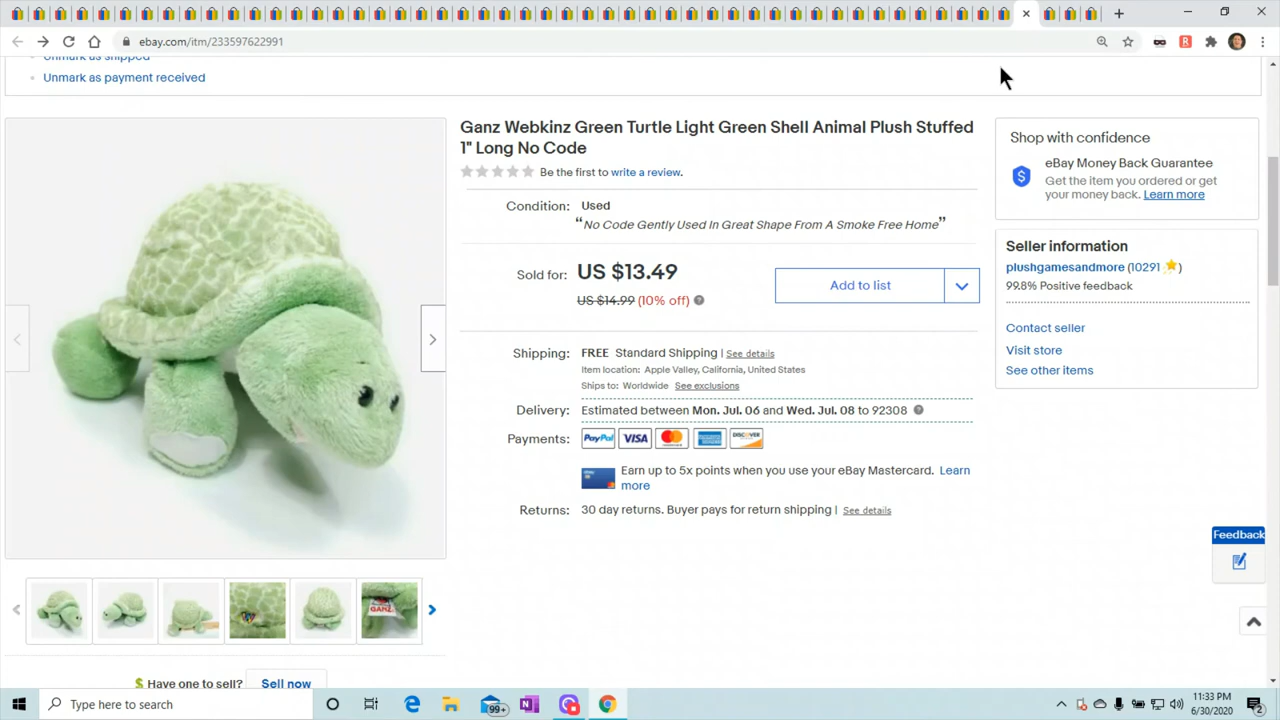 ebay.com/itm/233597622991
Unmark as shipped
Unmark as payment received
Ganz Webkinz Green Turtle Light Green Shell Animal Plush Stuffed
1" Long No Code
Be the first to write a review.
Condition: Used
“No Code Gently Used In Great Shape From A Smoke Free Home”
Sold for: US $13.49
US $14.99 (10% off)
Add to list
Shipping: FREE Standard Shipping | See details
Item location: Apple Valley, California, United States
Ships to: Worldwide See exclusions
Delivery: Estimated between Mon. Jul. 06 and Wed. Jul. 08 to 92308
Payments: PayPal VISA
Earn up to 5x points when you use your eBay Mastercard. Learn
more
Returns: 30 day returns. Buyer pays for return shipping | See details
Shop with confidence
eBay Money Back Guarantee
Get the item you ordered or get
your money back. Learn more
Seller information
plushgamesandmore (10291 )
99.8% Positive feedback
Contact seller
Visit store
See other items
Feedback
GANZ
$ Have one to sell? Sell now
Type here to search
99+
11:33 PM
6/30/2020
2